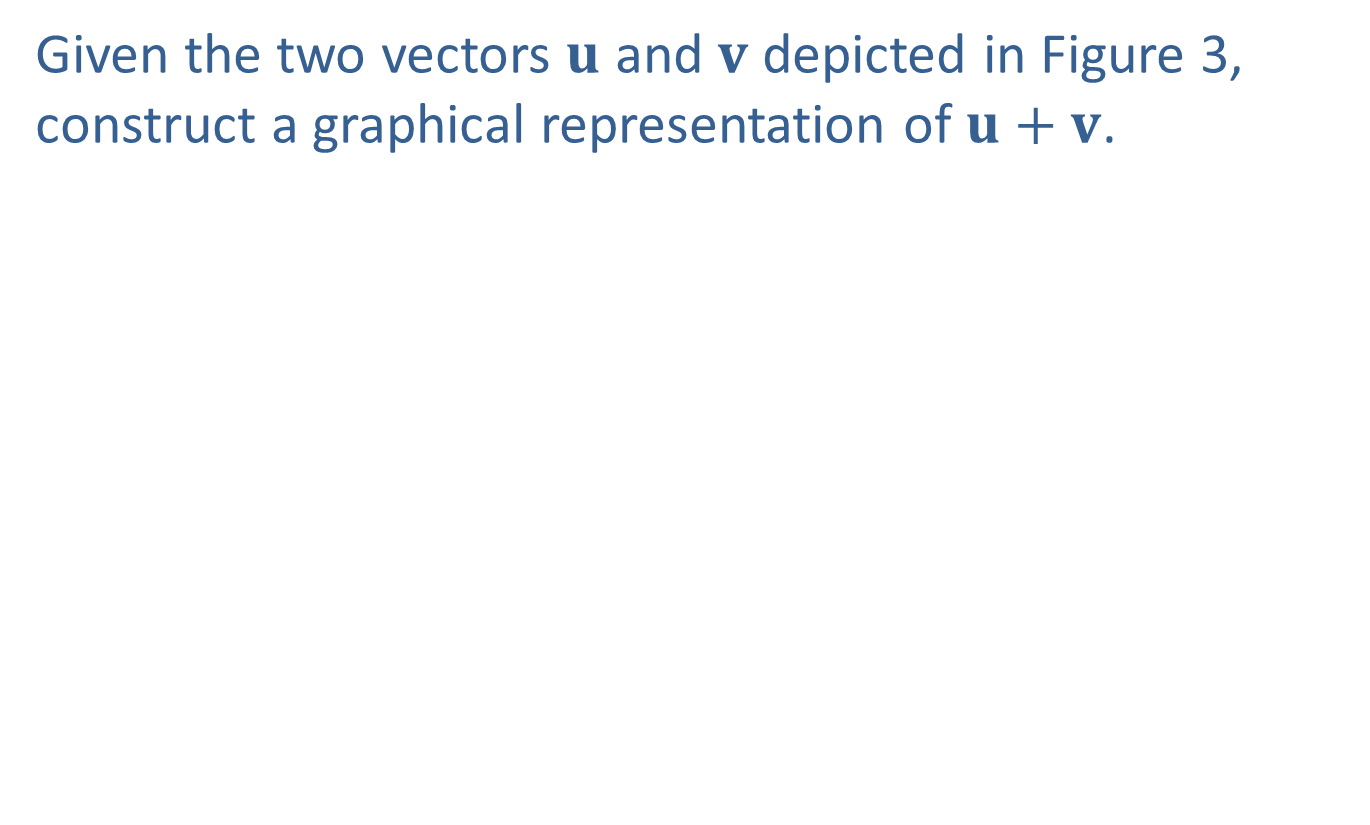 Given the two vectors u and v depicted in Figure 3,
construct a graphical representation of u + v.